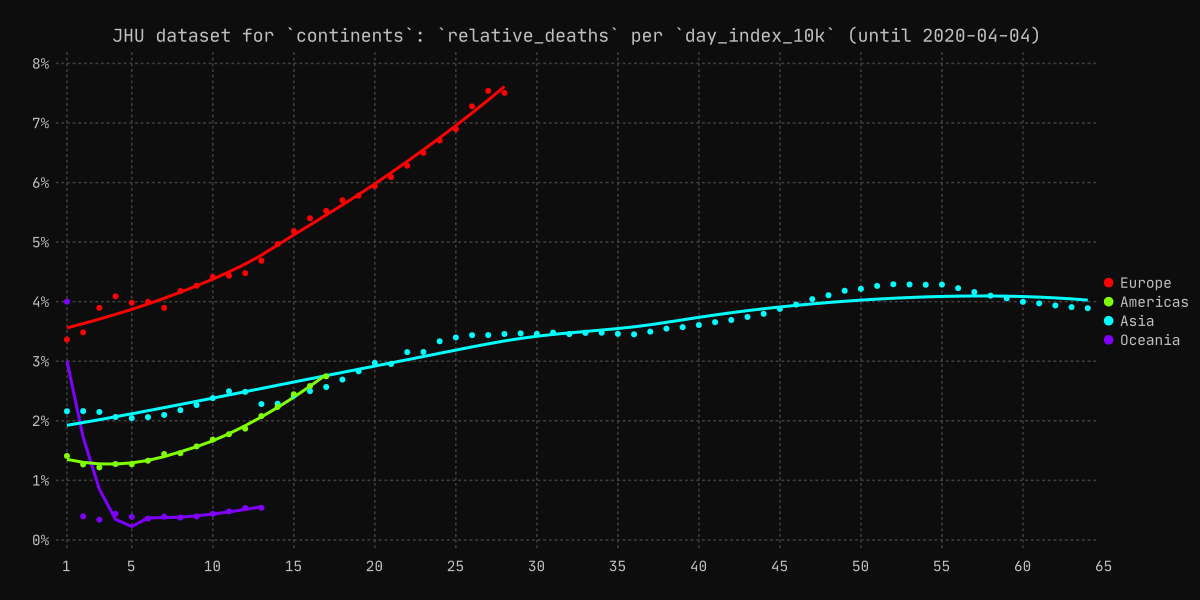 JHU dataset for `continents`: `relative_deaths` per `day_index_10k` (until 2020-04-04)
8%
7%
6%
5%
4%
3%
2%
1%
0%
Europe
Americas
Asia
Oceania
1 5 10 15 20 25 30 35 40 45 50 55 60 65